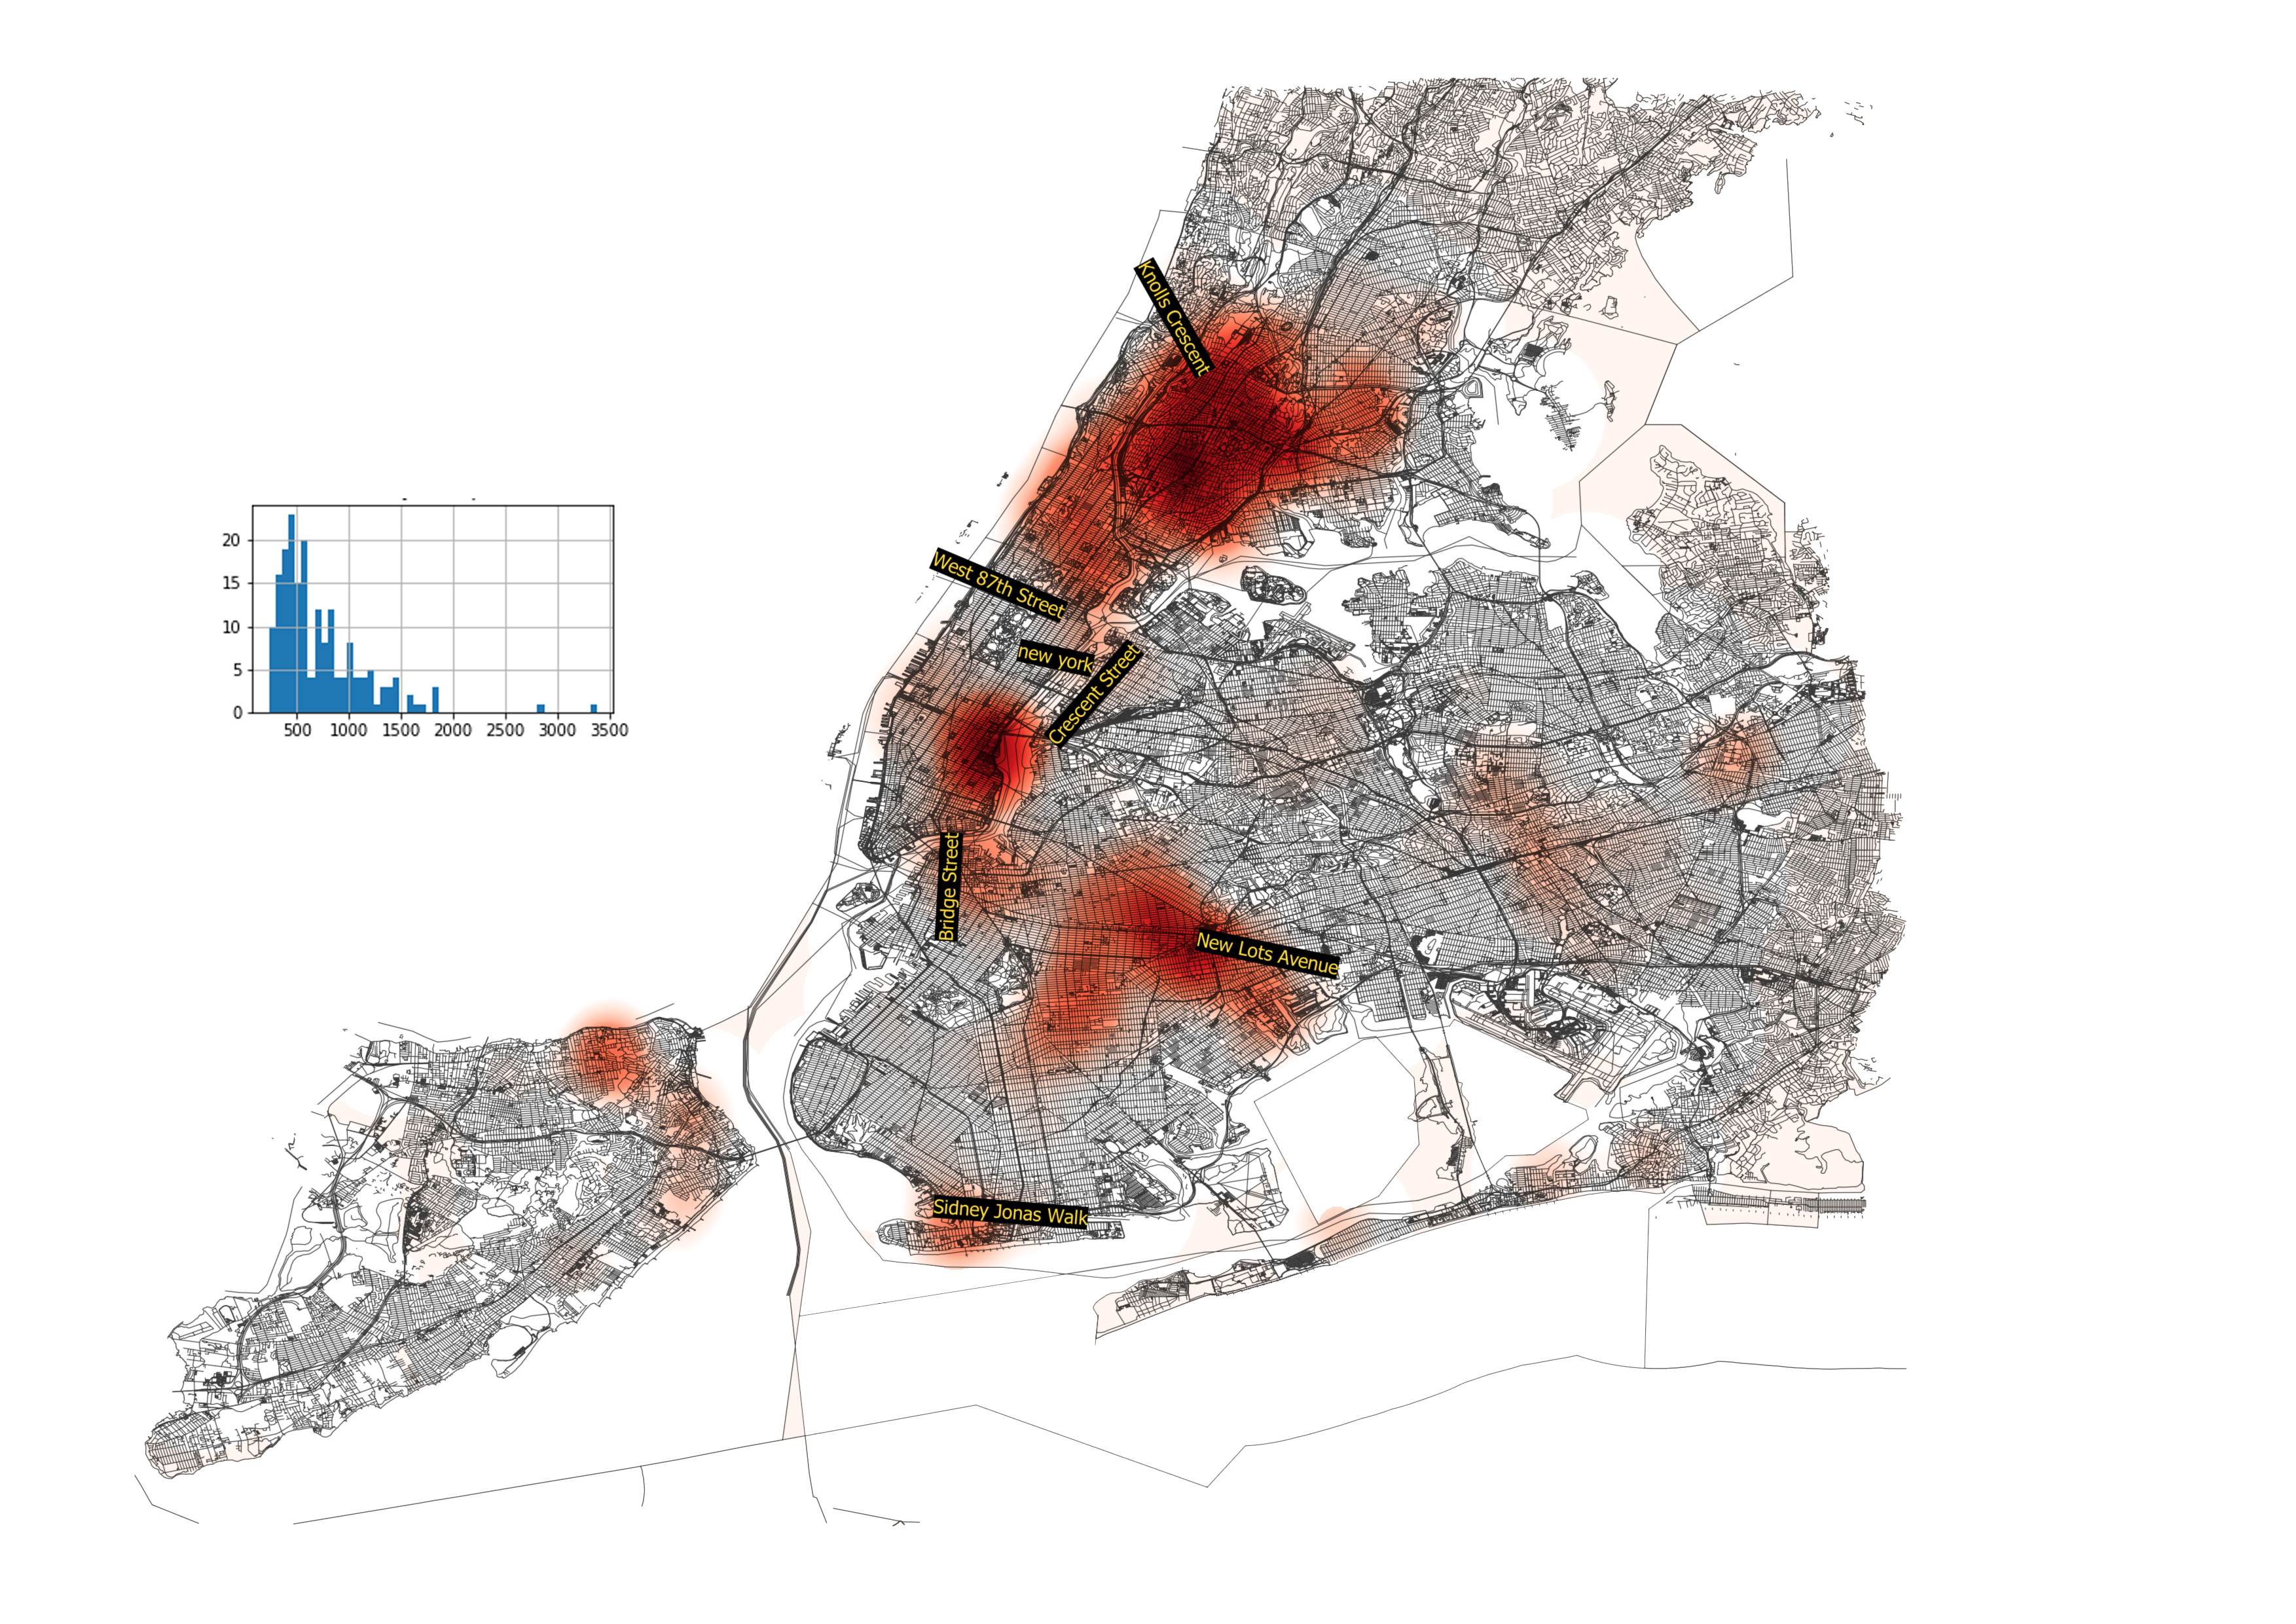 Knolls Crescent
West 87th Street
new york
Crescent Street
Bridge Street
New Lots Avenue
Sidney Jonas Walk
20
15
10
5
0
500 1000 1500 2000 2500 3000 3500